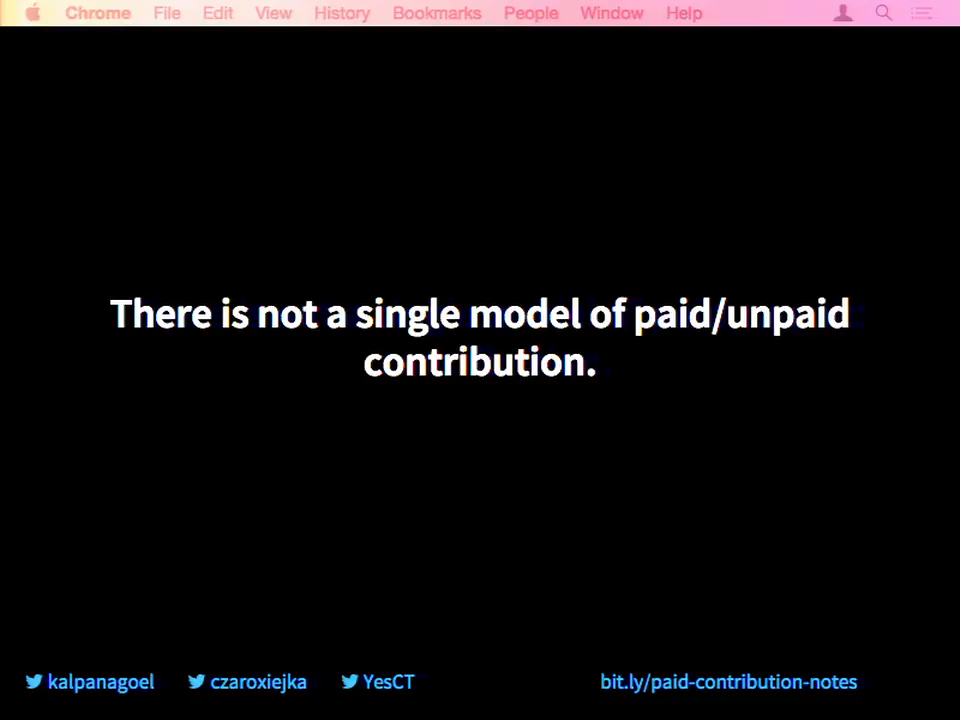 Chrome File Edit View History Bookmarks People Window Help
There is not a single model of paid/unpaid
contribution.
kalpanagoel czaroxiejka YesCT bit.ly/paid-contribution-notes